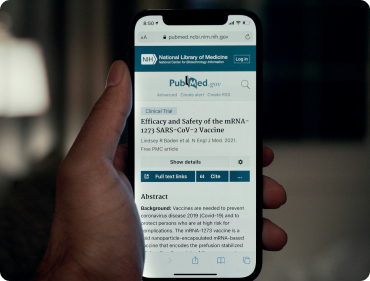 8:50
AA pubmed.ncbi.nlm.nih.gov
NIH National Library of Medicine
National Center for Biotechnology Information
Log in
PubMed.gov
Advanced Create alert Create RSS
Clinical Trial
Efficacy and Safety of the mRNA-
1273 SARS-CoV-2 Vaccine
Lindsey R Baden et al. N Engl J Med. 2021.
Free PMC article
Show details
Full text links
Cite
...
Abstract
Background: Vaccines are needed to prevent
coronavirus disease 2019 (Covid-19) and to
protect persons who are at high risk for
complications. The mRNA-1273 vaccine is a
lipid nanoparticle-encapsulated mRNA-based
vaccine that encodes the prefusion stabilized